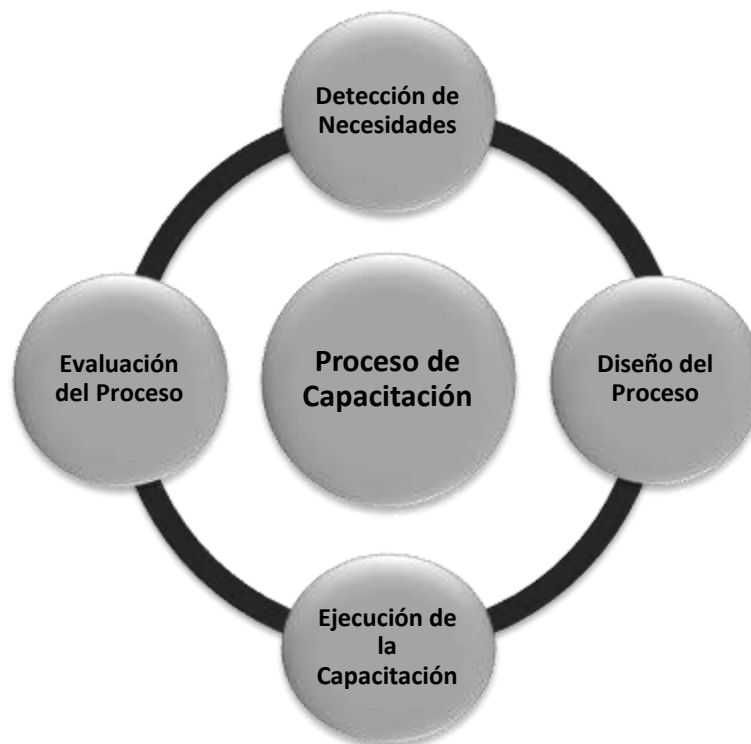 Detección de
Necesidades
Evaluación
del Proceso
Proceso de
Capacitación
Diseño del
Proceso
Ejecución de
la
Capacitación